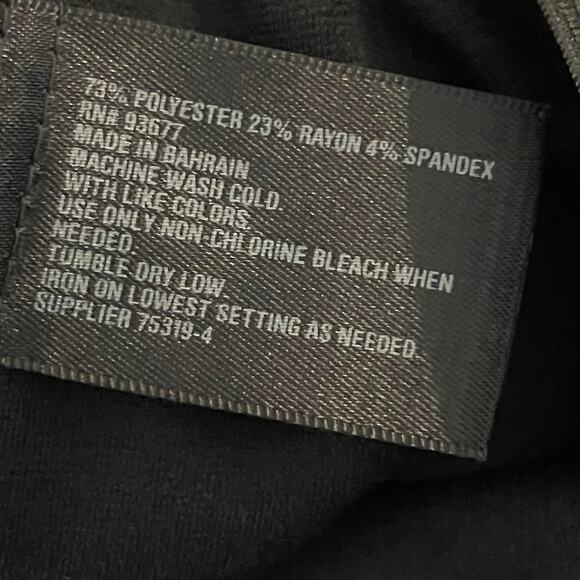 73% POLYESTER 23% RAYON 4% SPANDEX
RN# 93677
MADE IN BAHRAIN
MACHINE WASH COLD.
WITH LIKE COLORS.
USE ONLY NON-CHLORINE BLEACH WHEN
NEEDED.
TUMBLE DRY LOW.
IRON ON LOWEST SETTING AS NEEDED.
SUPPLIER 75319-4